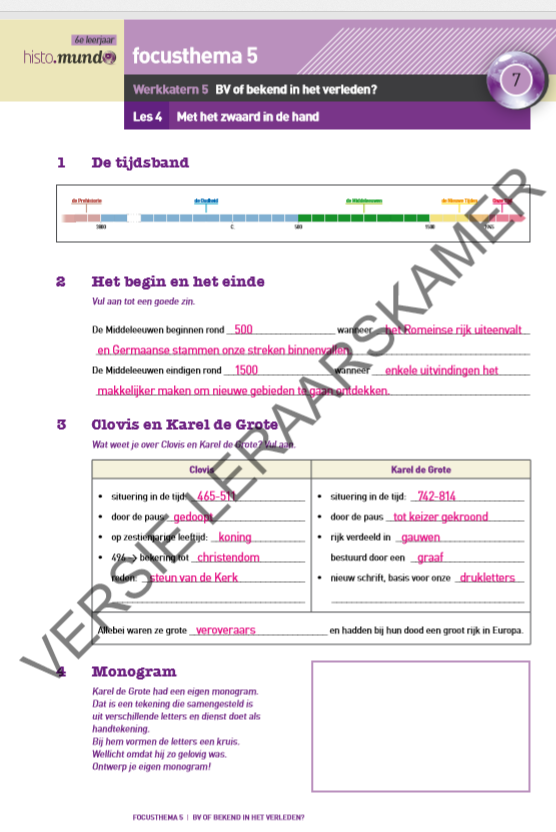 6e leerjaar
histo.mundo
focusthema 5
Werkkatern 5 BV of bekend in het verleden?
7
Les 4 Met het zwaard in de hand
1 De tijdsband
de Prehistorie de Oudheid de Middeleeuwen de Nieuwe Tijden
500 1500
2 Het begin en het einde
Vul aan tot een goede zin.
De Middeleeuwen beginnen rond 500 wanneer het Romeinse rijk uiteenvalt
en Germaanse stammen onze streken binnenvallen
De Middeleeuwen eindigen rond 1500 wanneer enkele uitvindingen het
makkelijker maken om nieuwe gebieden te gaan ontdekken.
3 Clovis en Karel de Grote
Wat weet je over Clovis en Karel de Grote? Vul aan.
Clovis Karel de Grote
• situering in de tijd: 465-511 • situering in de tijd: 742-814
• door de paus gedoopt • door de paus tot keizer gekroond
• op zestienjarige leeftijd: koning • rijk verdeeld in gauwen
• 496 -> bekering tot christendom bestuurd door een graaf
reden: steun van de Kerk • nieuw schrift, basis voor onze drukletters
Allebei waren ze grote veroveraars en hadden bij hun dood een groot rijk in Europa.
4 Monogram
Karel de Grote had een eigen monogram.
Dat is een tekening die samengesteld is
uit verschillende letters en dienst doet als
handtekening.
Bij hem vormen de letters een kruis.
Wellicht omdat hij zo gelovig was.
Ontwerp je eigen monogram!
VERSIE LERAARSKAMER
FOCUSTHEMA 5 | BV OF BEKEND IN HET VERLEDEN?